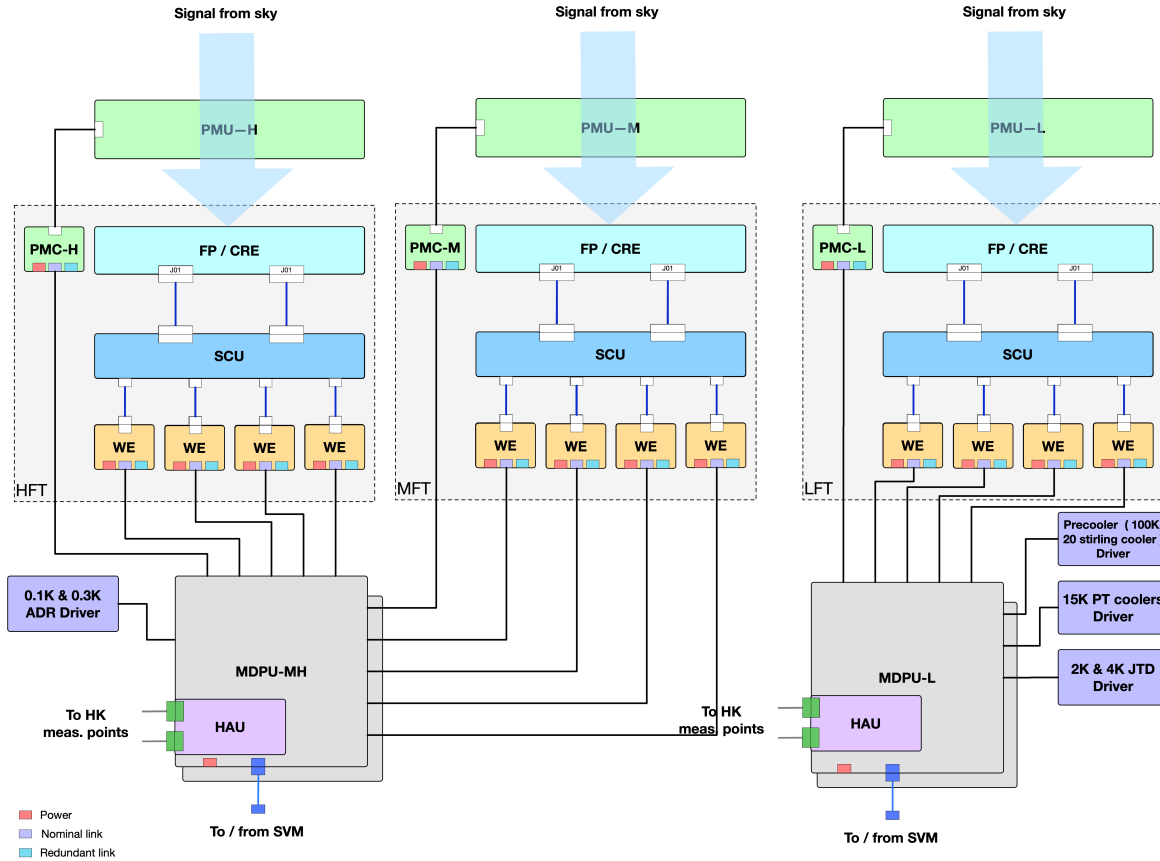 Signal from sky
Signal from sky
Signal from sky
PMU—H
PMU—M
PMU—L
PMC-H
FP / CRE
J01
J01
SCU
WE
WE
WE
WE
HFT
PMC-M
FP / CRE
J01
J01
SCU
WE
WE
WE
WE
MFT
PMC-L
FP / CRE
J01
J01
SCU
WE
WE
WE
WE
LFT
0.1K & 0.3K
ADR Driver
MDPU-MH
HAU
To HK
meas. points
To / from SVM
Precooler ( 100K
20 stirling cooler
Driver
15K PT coolers
Driver
2K & 4K JTD
Driver
MDPU-L
HAU
To HK
meas. points
To / from SVM
Power
Nominal link
Redundant link